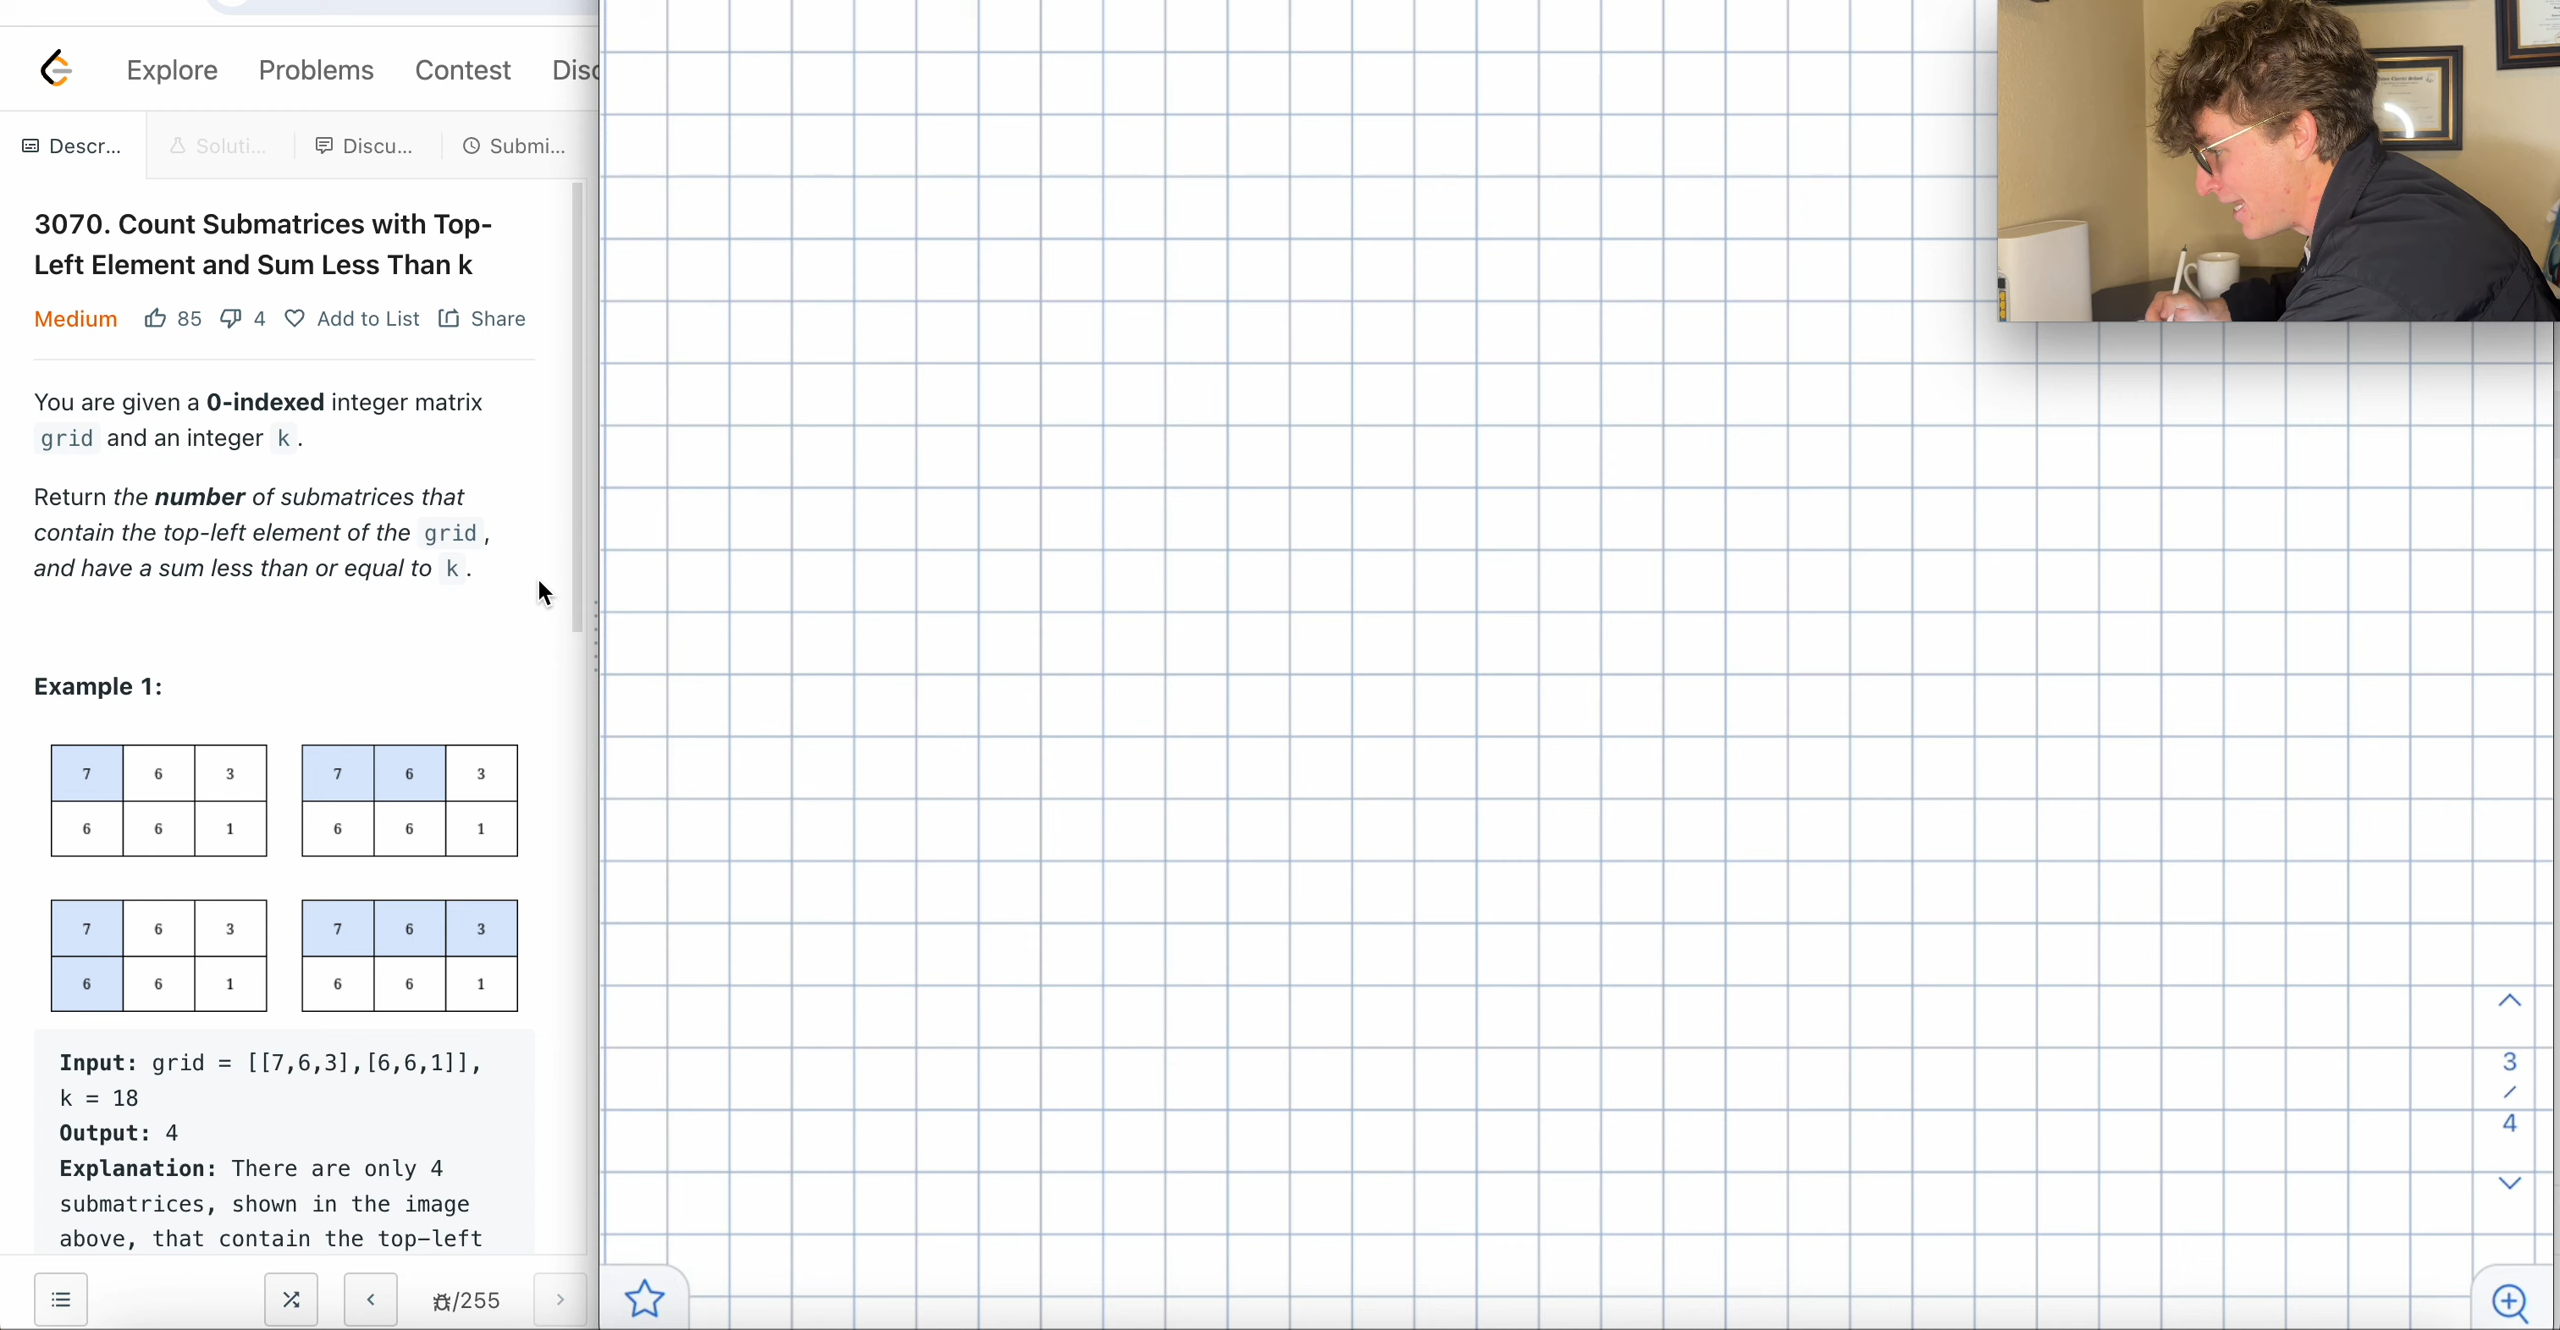 Explore Problems Contest Disc
Descr... Soluti... Discu... Submi...
3070. Count Submatrices with Top-
Left Element and Sum Less Than k
Medium 85 4 Add to List Share
You are given a 0-indexed integer matrix
grid and an integer k.
Return the number of submatrices that
contain the top-left element of the grid,
and have a sum less than or equal to k.
Example 1:
7 6 3 7 6 3
6 6 1 6 6 1
7 6 3 7 6 3
6 6 1 6 6 1
Input: grid = [[7,6,3],[6,6,1]],
k = 18
Output: 4
Explanation: There are only 4
submatrices, shown in the image
above, that contain the top-left
/255
3
/
4